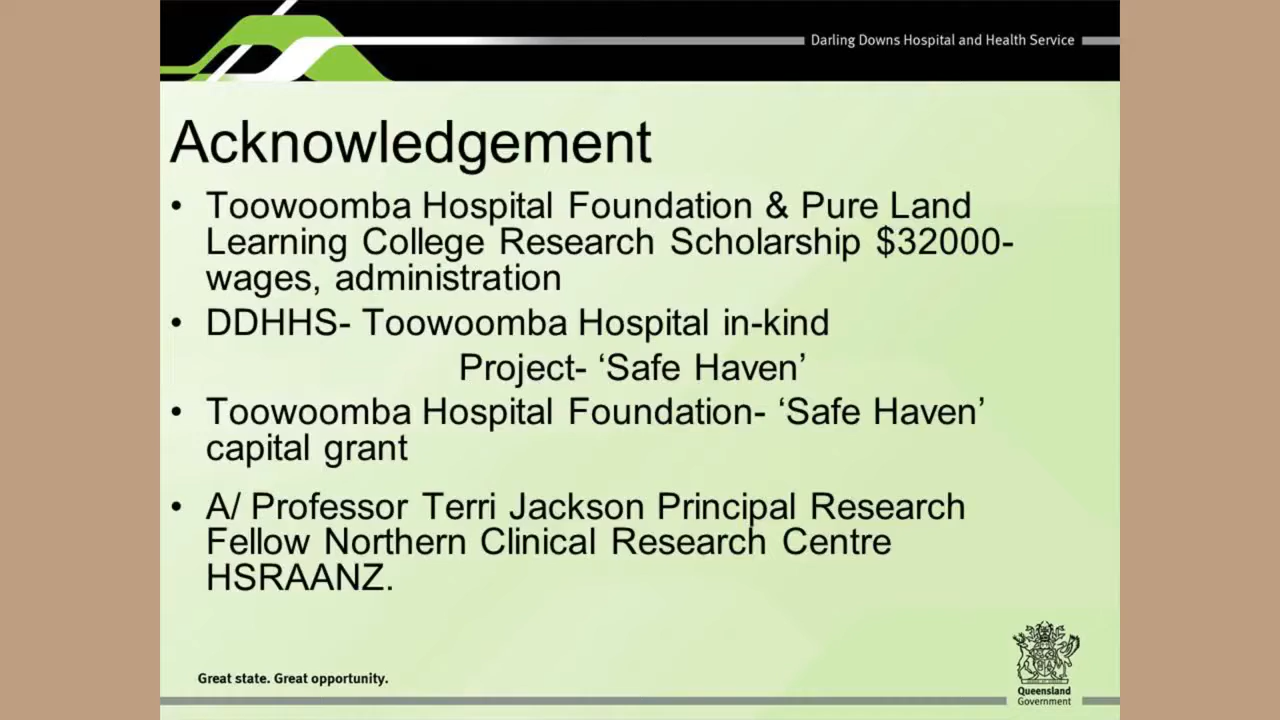 Darling Downs Hospital and Health Service
Acknowledgement
• Toowoomba Hospital Foundation & Pure Land
Learning College Research Scholarship $32000-
wages, administration
• DDHHS- Toowoomba Hospital in-kind
Project- ‘Safe Haven’
• Toowoomba Hospital Foundation- ‘Safe Haven’
capital grant
• A/ Professor Terri Jackson Principal Research
Fellow Northern Clinical Research Centre
HSRAANZ.
Great state. Great opportunity.
Queensland
Government